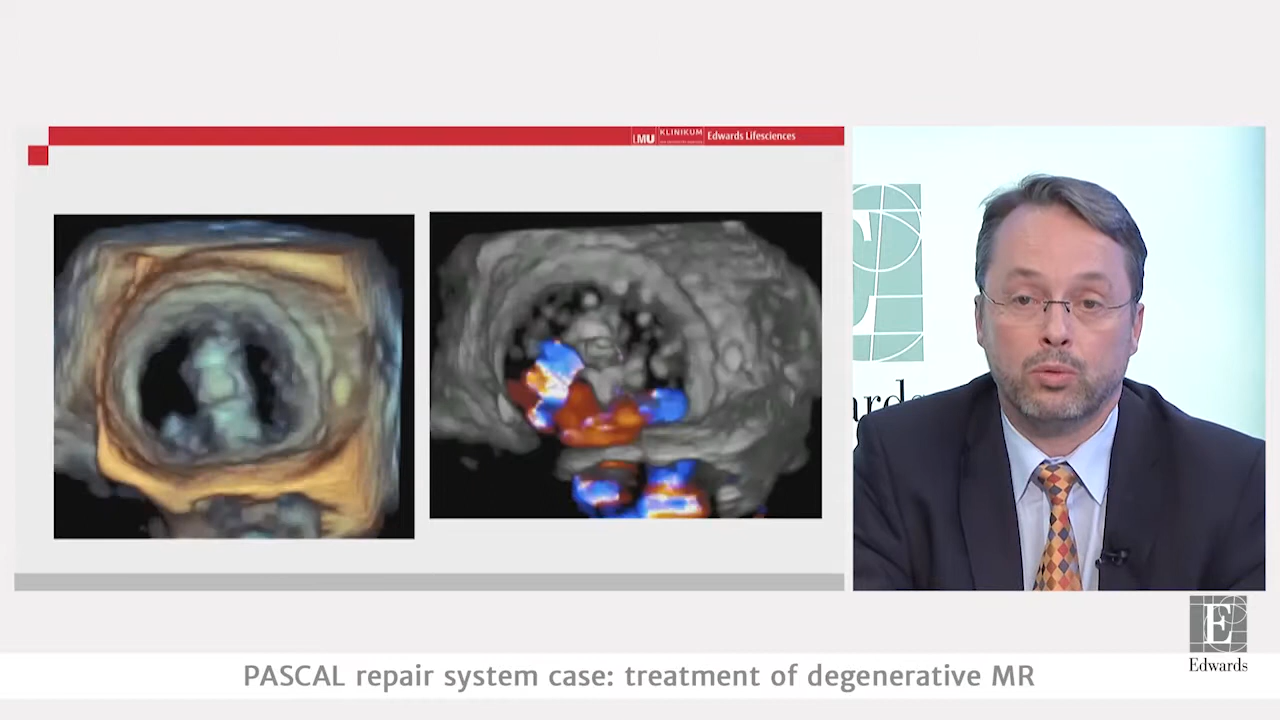 LMU KLINIKUM Edwards Lifesciences
E
Edwards
PASCAL repair system case: treatment of degenerative MR